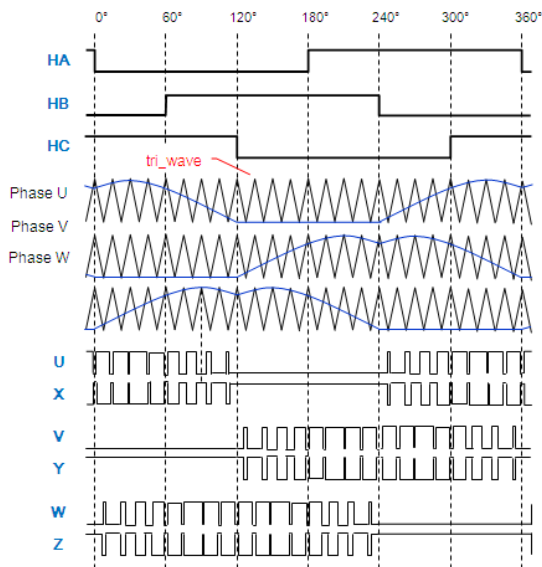 0° 60° 120° 180° 240° 300° 360°
HA
HB
HC
tri_wave
Phase U
Phase V
Phase W
U
X
V
Y
W
Z